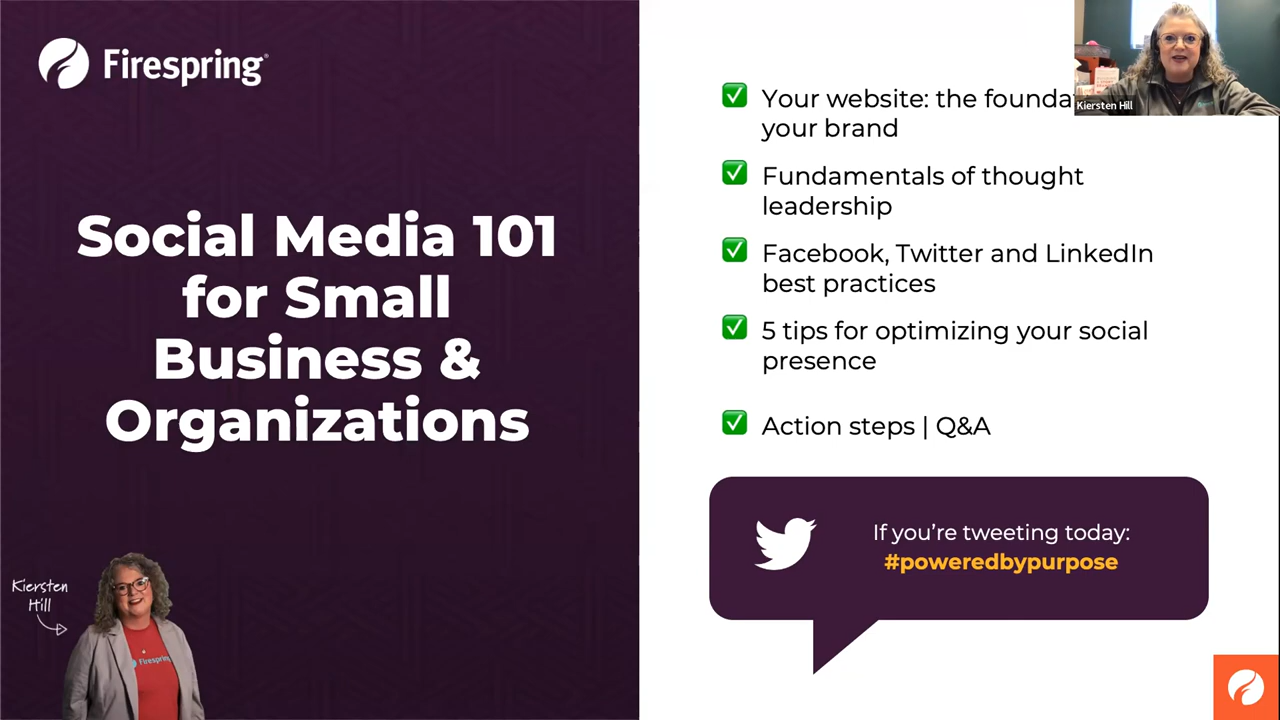 Firespring®
Social Media 101
for Small
Business &
Organizations
Kiersten
Hill
Firespring
Your website: the
your brand
Fundamentals of thought
leadership
Facebook, Twitter and LinkedIn
best practices
5 tips for optimizing your social
presence
Action steps | Q&A
If you’re tweeting today:
#poweredbypurpose
Kiersten Hill